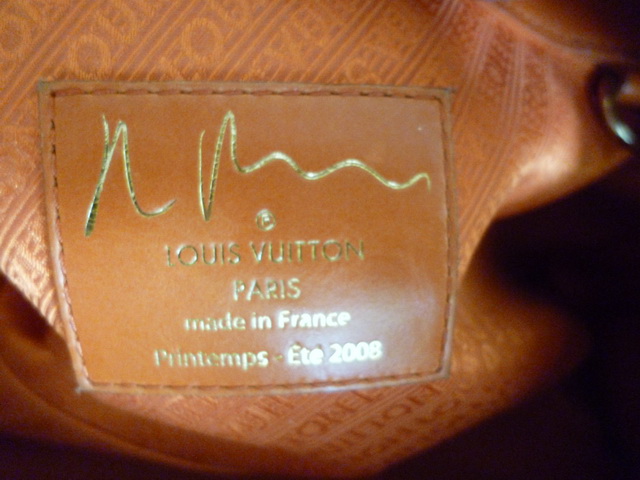 ©
LOUIS VUITTON
PARIS
made in France
Printemps - Été 2008